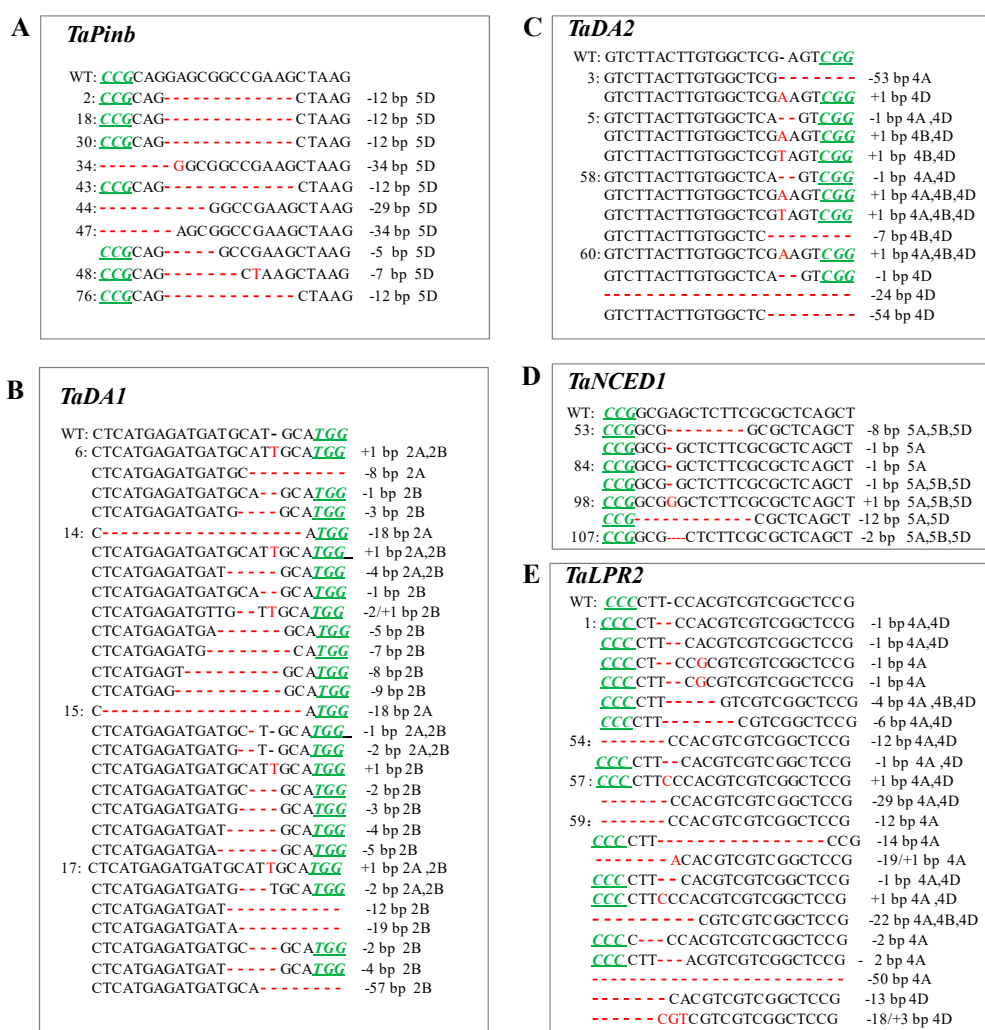 A
TaPinb
WT: CCGCAGGAGCGGCCGAAGCTAAG
2: CCGCAG------------CTAAG -12 bp 5D
18: CCGCAG------------CTAAG -12 bp 5D
30: CCGCAG------------CTAAG -12 bp 5D
34: --------GGCGGCCGAAGCTAAG -34 bp 5D
43: CCGCAG------------CTAAG -12 bp 5D
44: ----------GGCCGAAGCTAAG -29 bp 5D
47: -------AGCGGCCGAAGCTAAG -34 bp 5D
CCGCAG-----GCCGAAGCTAAG -5 bp 5D
48: CCGCAG-------CTAAGCTAAG -7 bp 5D
76: CCGCAG------------CTAAG -12 bp 5D
B
TaDA1
WT: CTCATGAGATGATGCAT-GCATGG
6: CTCATGAGATGATGCATTGCATGG +1 bp 2A,2B
CTCATGAGATGATGC--------- -8 bp 2A
CTCATGAGATGATGCA--GCATGG -1 bp 2B
CTCATGAGATGATG----GCATGG -3 bp 2B
14: C-------------------ATGG -18 bp 2A
CTCATGAGATGATGCATTGCATGG +1 bp 2A,2B
CTCATGAGATGAT-----GCATGG -4 bp 2A,2B
CTCATGAGATGATGCA--GCATGG -1 bp 2B
CTCATGAGATGTTG--TTGCATGG -2/+1 bp 2B
CTCATGAGATGA------GCATGG -5 bp 2B
CTCATGAGATG--------CATGG -7 bp 2B
CTCATGAGT---------GCATGG -8 bp 2B
CTCATGAG----------GCATGG -9 bp 2B
15: C-------------------ATGG -18 bp 2A
CTCATGAGATGATGC-T-GCATGG -1 bp 2A,2B
CTCATGAGATGATG--T-GCATGG -2 bp 2A,2B
CTCATGAGATGATGCATTGCATGG +1 bp 2B
CTCATGAGATGATGC---GCATGG -2 bp 2B
CTCATGAGATGATG----GCATGG -3 bp 2B
CTCATGAGATGAT-----GCATGG -4 bp 2B
CTCATGAGATGA------GCATGG -5 bp 2B
17: CTCATGAGATGATGCATTGCATGG +1 bp 2A,2B
CTCATGAGATGATG---TGCATGG -2 bp 2A,2B
CTCATGAGATGAT----------- -12 bp 2B
CTCATGAGATGATA---------- -19 bp 2B
CTCATGAGATGATGC---GCATGG -2 bp 2B
CTCATGAGATGAT-----GCATGG -4 bp 2B
CTCATGAGATGATGCA-------- -57 bp 2B
C
TaDA2
WT: GTCTTACTTGTGGCTCG-AGTCGG
3: GTCTTACTTGTGGCTCG------- -53 bp 4A
GTCTTACTTGTGGCTCGAAGTCGG +1 bp 4D
5: GTCTTACTTGTGGCTCA--GTCGG -1 bp 4A,4D
GTCTTACTTGTGGCTCGAAGTCGG +1 bp 4B,4D
GTCTTACTTGTGGCTCGTAGTCGG +1 bp 4B,4D
58: GTCTTACTTGTGGCTCA--GTCGG -1 bp 4A,4D
GTCTTACTTGTGGCTCGAAGTCGG +1 bp 4A,4B,4D
GTCTTACTTGTGGCTCGTAGTCGG +1 bp 4A,4B,4D
GTCTTACTTGTGGCTC-------- -7 bp 4B,4D
60: GTCTTACTTGTGGCTCGAAGTCGG +1 bp 4A,4B,4D
GTCTTACTTGTGGCTCA--GTCGG -1 bp 4D
----------------------- -24 bp 4D
GTCTTACTTGTGGCTC-------- -54 bp 4D
D
TaNCED1
WT: CCGGCGAGCTCTTCGCGCTCAGCT
53: CCGGCG--------GCGCTCAGCT -8 bp 5A,5B,5D
CCGGCG-GCTCTTCGCGCTCAGCT -1 bp 5A
84: CCGGCG-GCTCTTCGCGCTCAGCT -1 bp 5A
CCGGCG-GCTCTTCGCGCTCAGCT -1 bp 5A,5B,5D
98: CCGGCGGGCTCTTCGCGCTCAGCT +1 bp 5A,5B,5D
CCG------------CGCTCAGCT -12 bp 5A,5D
107: CCGGCG----CTCTTCGCGCTCAGCT -2 bp 5A,5B,5D
E
TaLPR2
WT: CCCCTT-CCACGTCGTCGGCTCCG
1: CCCCT--CCACGTCGTCGGCTCCG -1 bp 4A,4D
CCCCTT--CACGTCGTCGGCTCCG -1 bp 4A,4D
CCCCT--CCGCGTCGTCGGCTCCG -1 bp 4A
CCCCTT--CGCGTCGTCGGCTCCG -1 bp 4A
CCCCTT-----GTCGTCGGCTCCG -4 bp 4A ,4B,4D
CCCCTT-------CGTCGGCTCCG -6 bp 4A,4D
54: -------CCACGTCGTCGGCTCCG -12 bp 4A,4D
CCCCTT--CACGTCGTCGGCTCCG -1 bp 4A ,4D
57: CCCCTTCCCACGTCGTCGGCTCCG +1 bp 4A,4D
-------CCACGTCGTCGGCTCCG -29 bp 4A,4D
59: -------CCACGTCGTCGGCTCCG -12 bp 4A
CCCCTT---------------CCG -14 bp 4A
-------ACACGTCGTCGGCTCCG -19/+1 bp 4A
CCCCTT--CACGTCGTCGGCTCCG -1 bp 4A,4D
CCCCTTCCCACGTCGTCGGCTCCG +1 bp 4A ,4D
----------CGTCGTCGGCTCCG -22 bp 4A,4B,4D
CCCC---CCACGTCGTCGGCTCCG -2 bp 4A
CCCCTT---ACGTCGTCGGCTCCG - 2 bp 4A
----------------------- -50 bp 4A
-------CACGTCGTCGGCTCCG -13 bp 4D
------CGTCGTCGTCGGCTCCG -18/+3 bp 4D